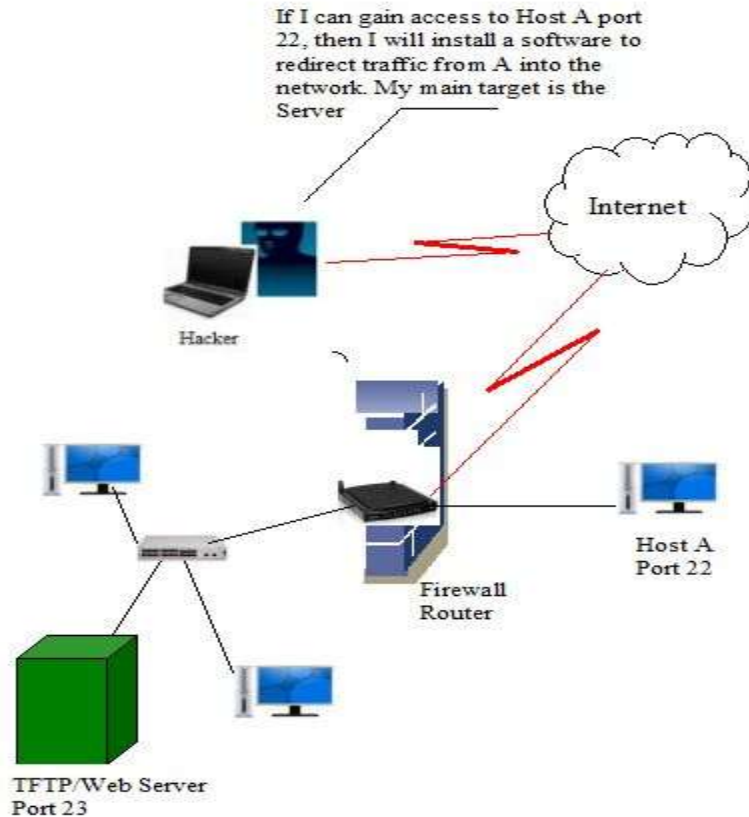 If I can gain access to Host A port
22, then I will install a software to
redirect traffic from A into the
network. My main target is the
Server
Internet
Hacker
Host A
Port 22
Firewall
Router
TFTP/Web Server
Port 23